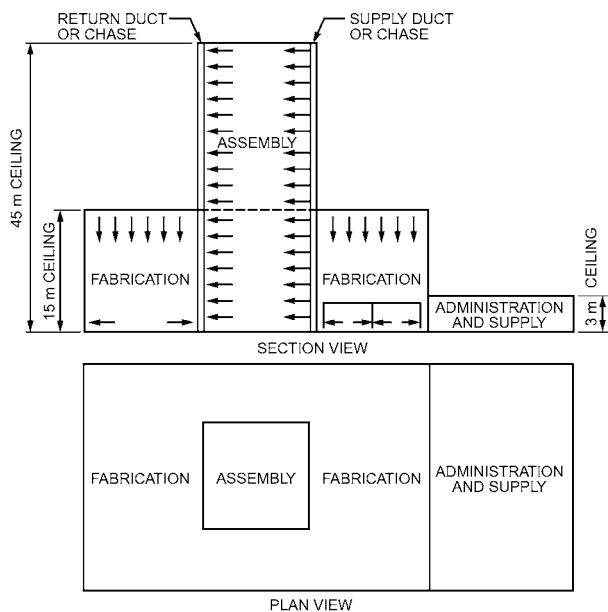 RETURN DUCT
OR CHASE
SUPPLY DUCT
OR CHASE
45 m CEILING
ASSEMBLY
15 m CEILING
FABRICATION
FABRICATION
3 m CEILING
ADMINISTRATION
AND SUPPLY
SECTION VIEW
FABRICATION
ASSEMBLY
FABRICATION
ADMINISTRATION
AND SUPPLY
PLAN VIEW